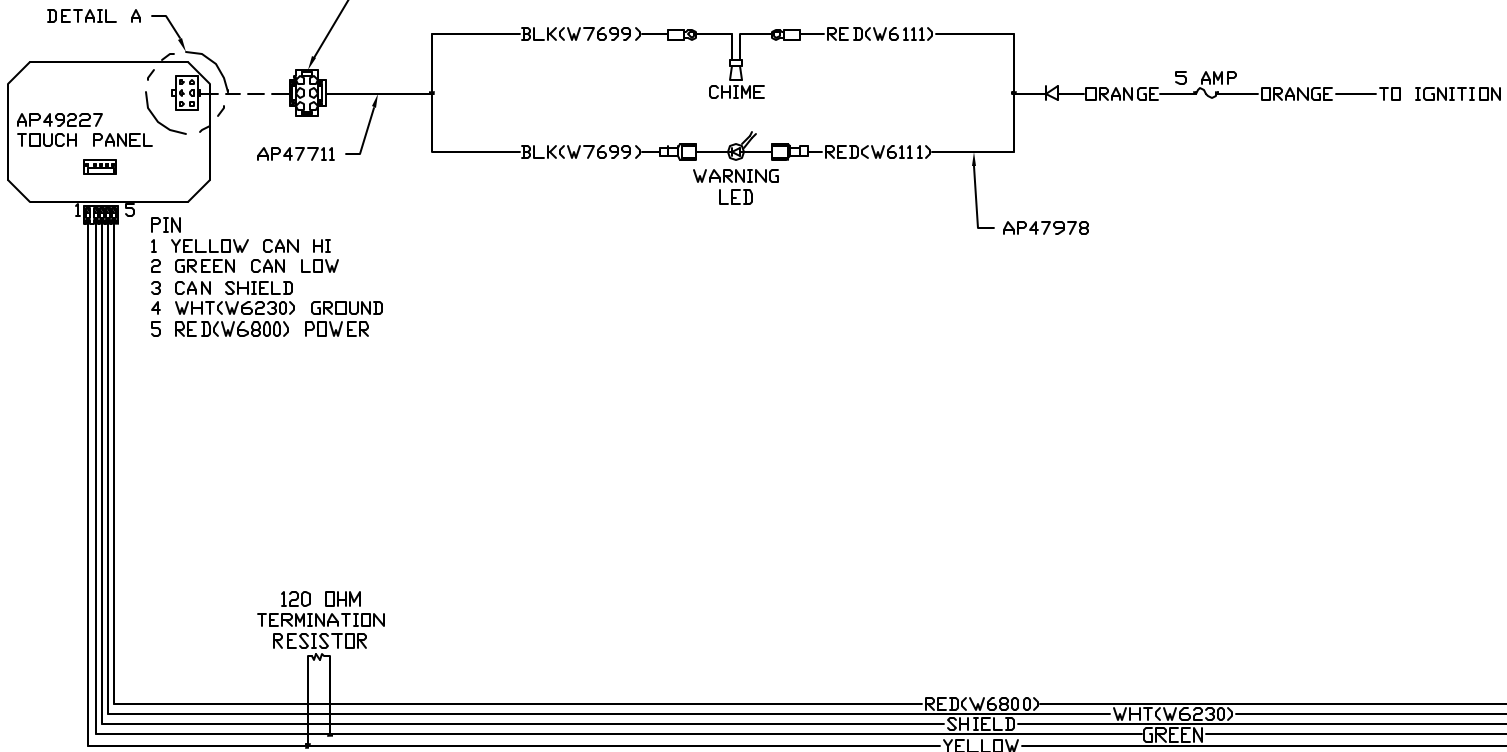 DETAIL A
BLK(W7699)
RED(W6111)
CHIME
5 AMP
ORANGE
ORANGE
TO IGNITION
AP49227
TOUCH PANEL
AP47711
BLK(W7699)
RED(W6111)
WARNING
LED
AP47978
1
5
PIN
1 YELLOW CAN HI
2 GREEN CAN LOW
3 CAN SHIELD
4 WHT(W6230) GROUND
5 RED(W6800) POWER
120 OHM
TERMINATION
RESISTOR
RED(W6800)
WHT(W6230)
SHIELD
GREEN
YELLOW